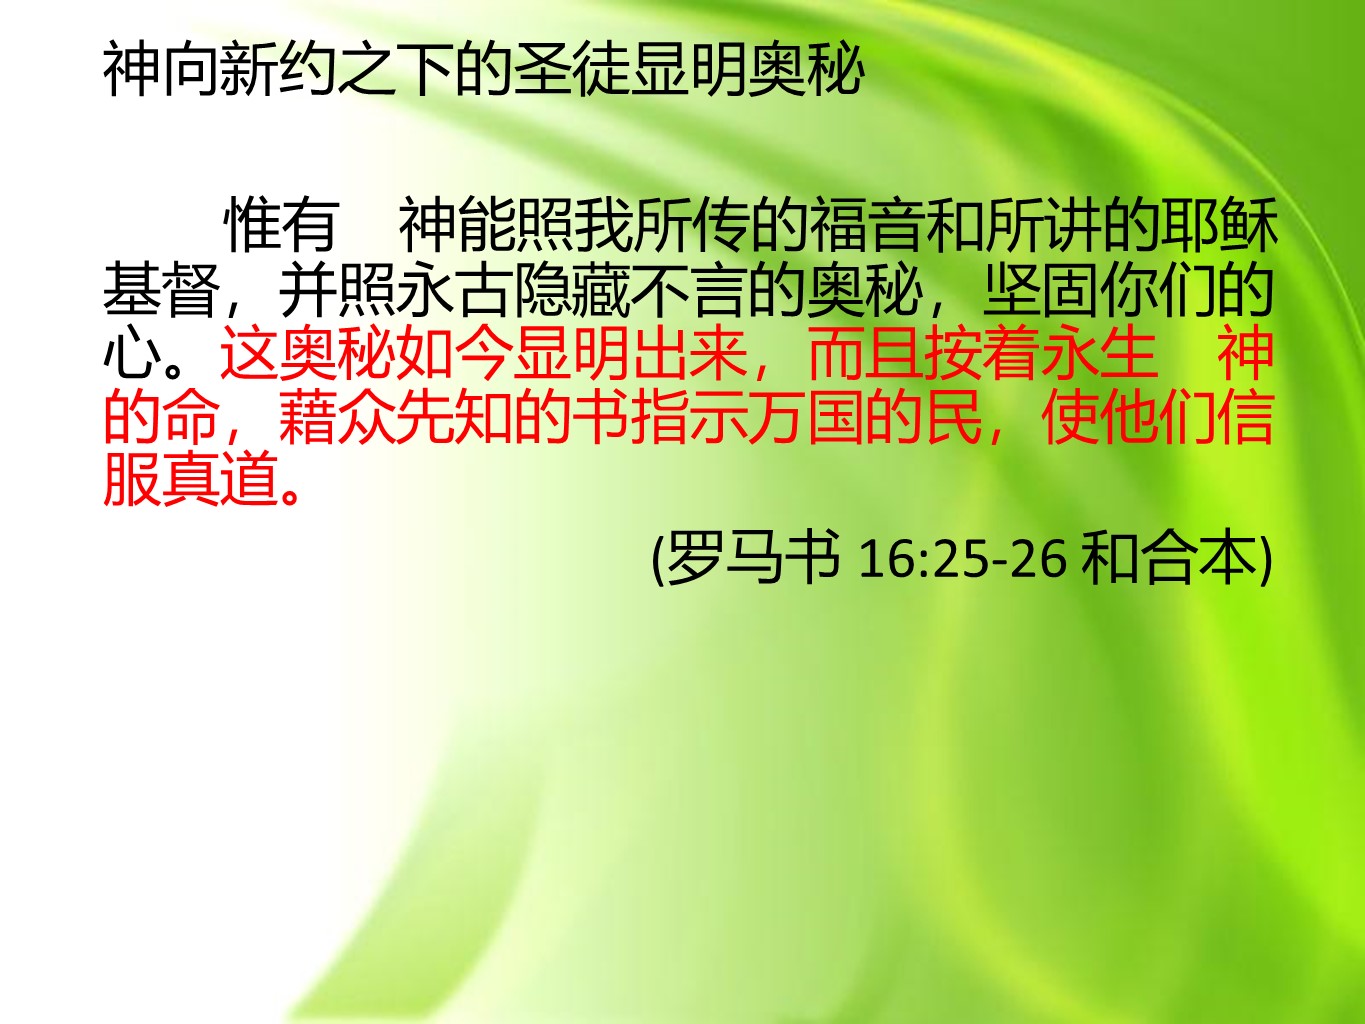 神向新约之下的圣徒显明奥秘
惟有　神能照我所传的福音和所讲的耶稣
基督，并照永古隐藏不言的奥秘，坚固你们的
心。这奥秘如今显明出来，而且按着永生　神
的命，藉众先知的书指示万国的民，使他们信
服真道。
(罗马书 16:25-26 和合本)